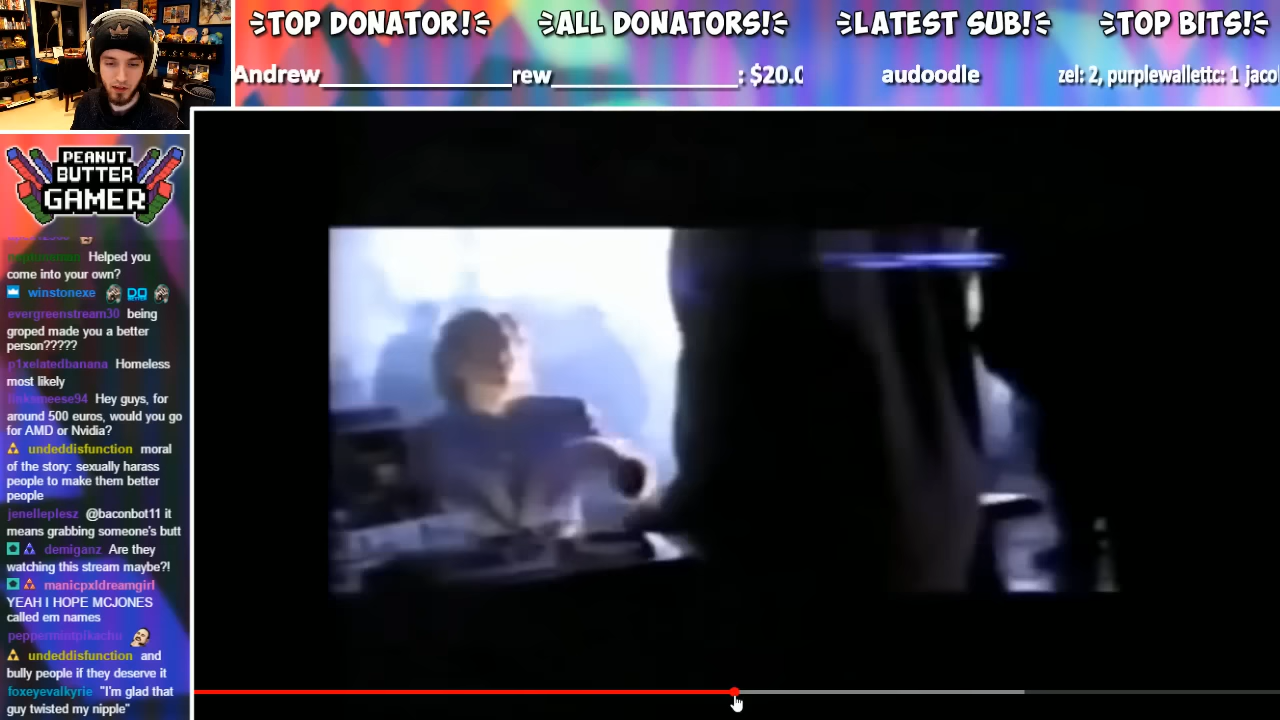 TOP DONATOR!
ALL DONATORS!
LATEST SUB!
TOP BITS!
Andrew_______________rew_______________: $20.0
audoodle
zel: 2, purplewallettc: 1 jacol
PEANUT
BUTTER
GAMER
Helped you
come into your own?
winstonexe
evergreenstream30 being
groped made you a better
person?????
p1xelatedbanana Homeless
most likely
linksmeese94 Hey guys, for
around 500 euros, would you go
for AMD or Nvidia?
undeddisfunction moral
of the story: sexually harass
people to make them better
people
jenelleplesz @baconbot11 it
means grabbing someone's butt
demiganz Are they
watching this stream maybe?!
manicpxldreamgirl
YEAH I HOPE MCJONES
called em names
peppermintpikachu
undeddisfunction and
bully people if they deserve it
foxeyevalkyrie "I'm glad that
guy twisted my nipple"